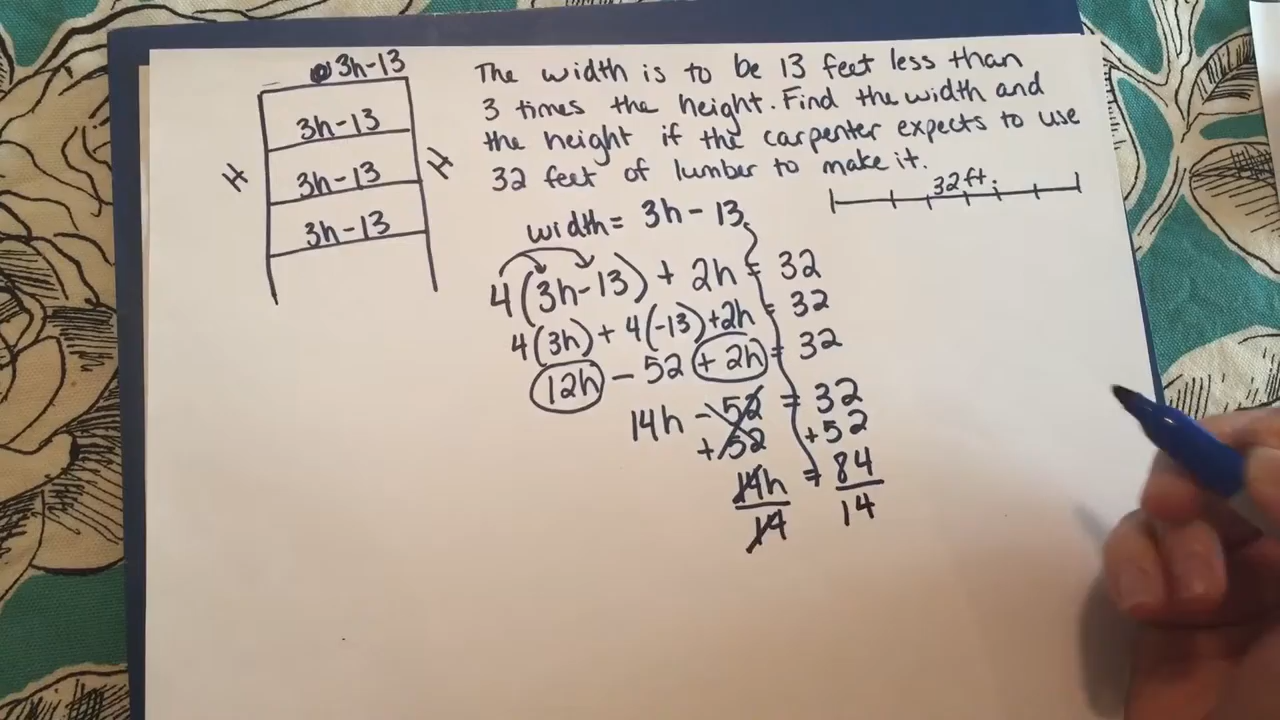 3h-13
3h-13
3h-13
3h-13
H
H
The width is to be 13 feet less than
3 times the height. Find the width and
the height if the carpenter expects to use
32 feet of lumber to make it.
32 ft.
width = 3h - 13
4(3h-13) + 2h = 32
4(3h) + 4(-13) + 2h = 32
12h - 52 + 2h = 32
14h - 52 = 32
+ 52 +52
14h = 84
14 14